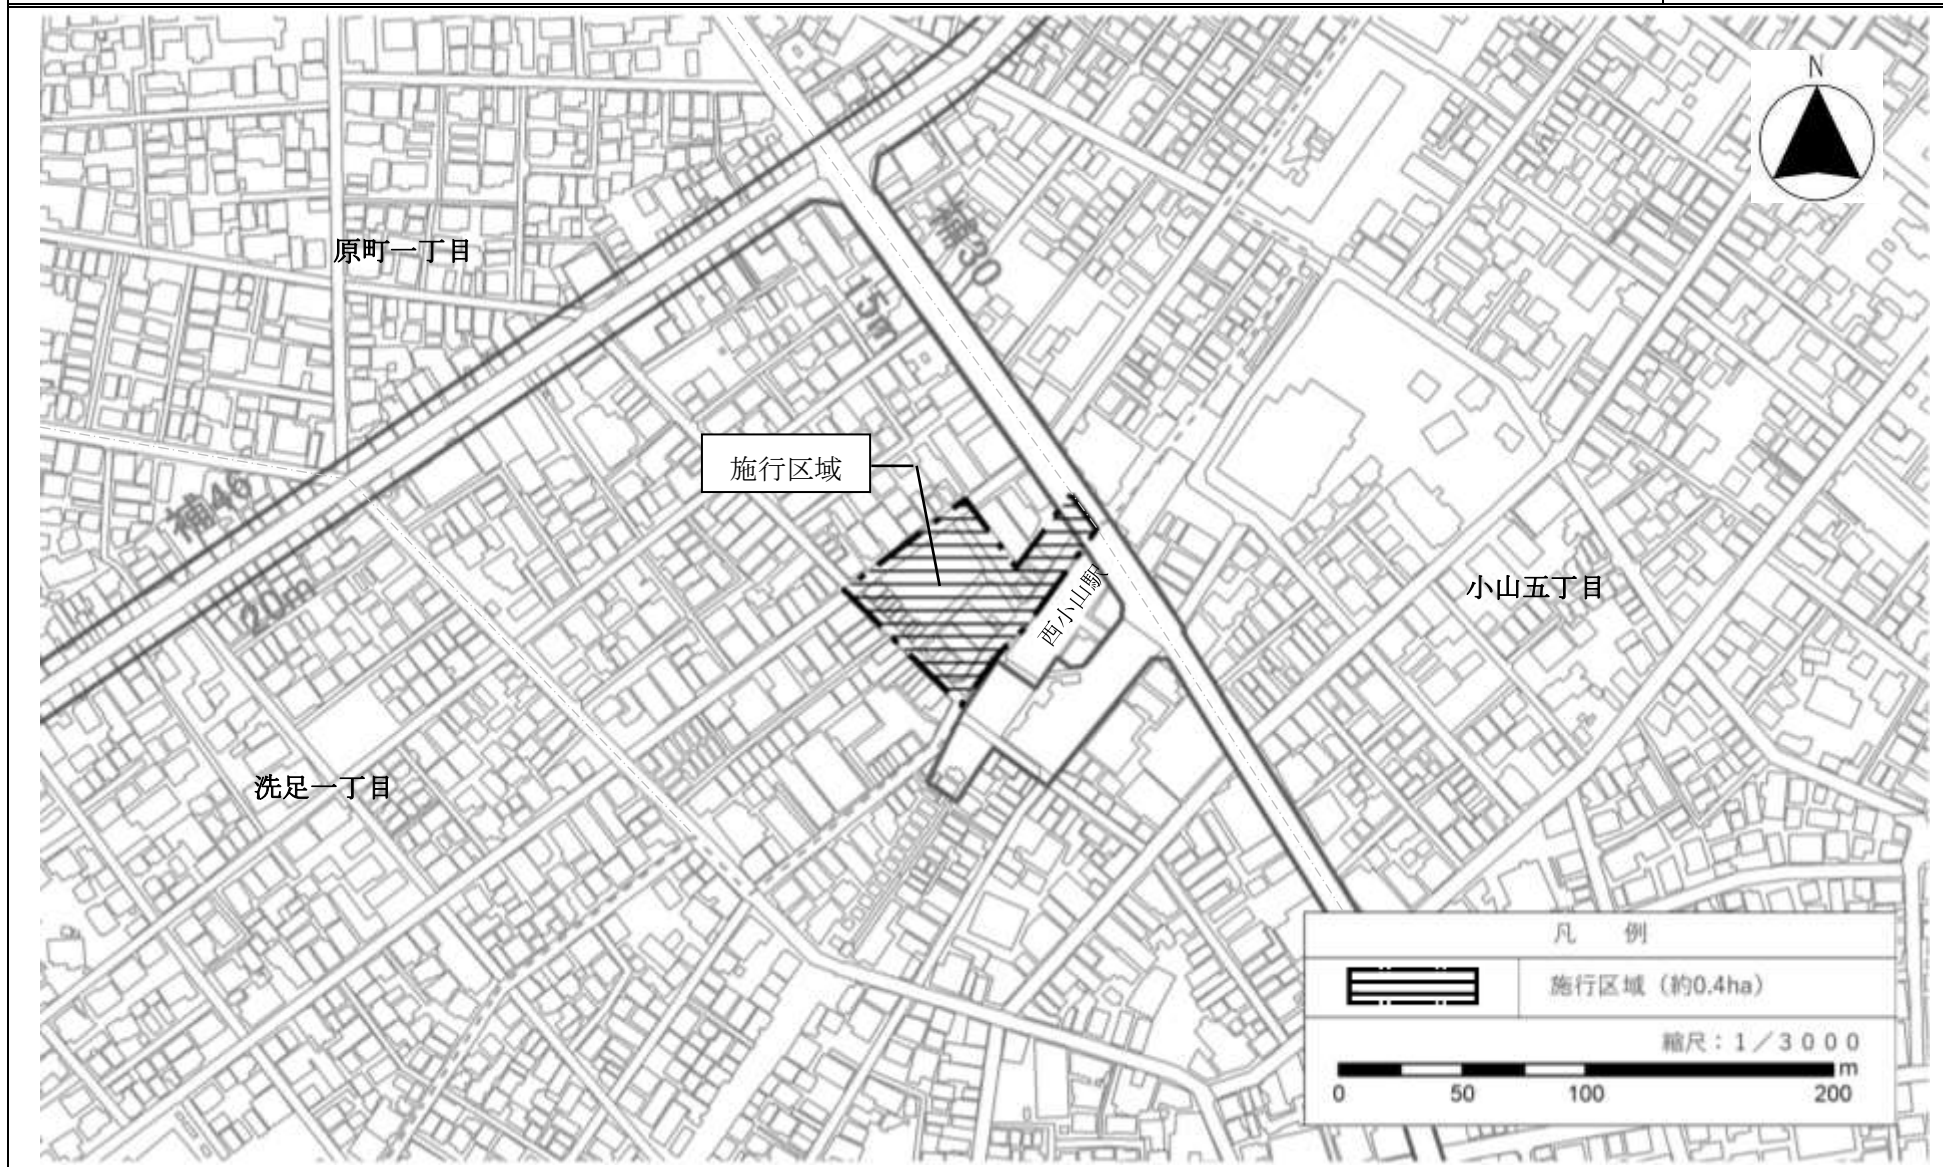 N
原町一丁目
補30
15m
施行区域
補46
20m
西小山駅
小山五丁目
洗足一丁目
凡 例
施行区域（約0.4ha）
縮尺：1／3000
m
0 50 100 200